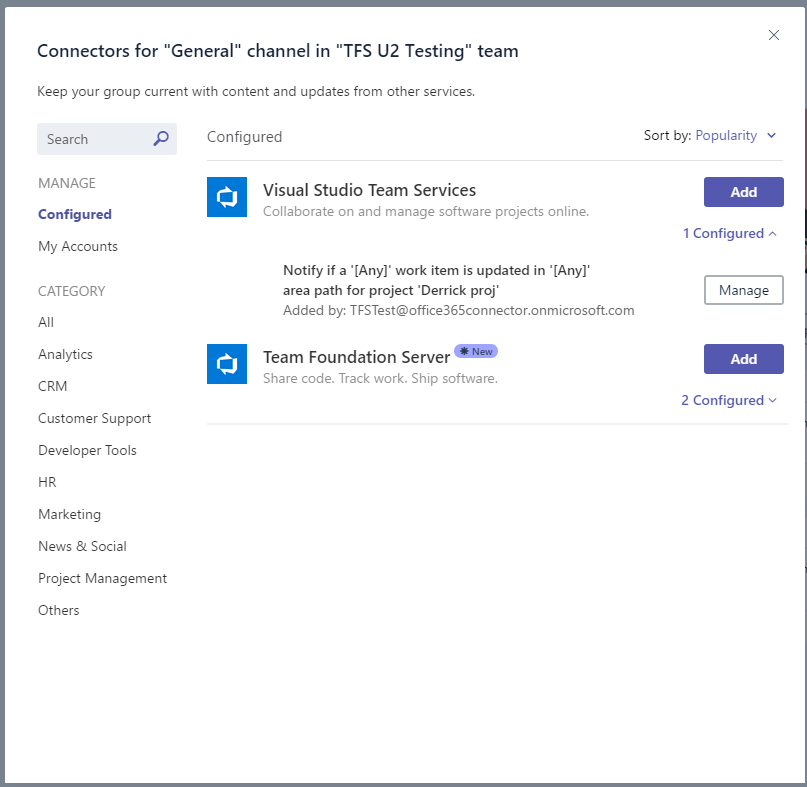 Connectors for "General" channel in "TFS U2 Testing" team
Keep your group current with content and updates from other services.
Search
MANAGE
Configured
My Accounts
CATEGORY
All
Analytics
CRM
Customer Support
Developer Tools
HR
Marketing
News & Social
Project Management
Others
Configured
Sort by: Popularity
Visual Studio Team Services
Collaborate on and manage software projects online.
Add
1 Configured
Notify if a '[Any]' work item is updated in '[Any]'
area path for project 'Derrick proj'
Added by: TFSTest@office365connector.onmicrosoft.com
Manage
Team Foundation Server New
Share code. Track work. Ship software.
Add
2 Configured